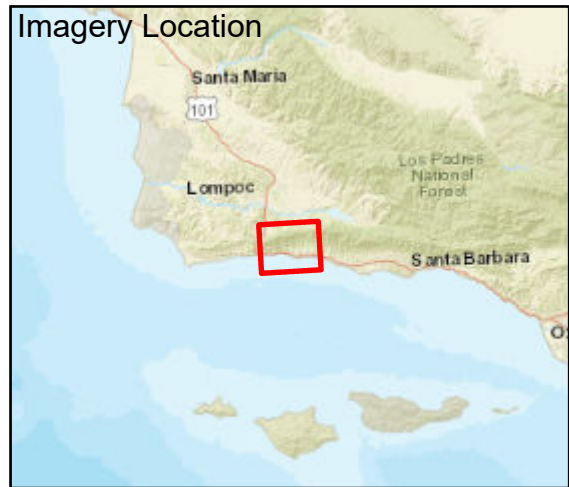 Imagery Location
Santa Maria
101
Los Padres
National
Forest
Lompoc
Santa Barbara